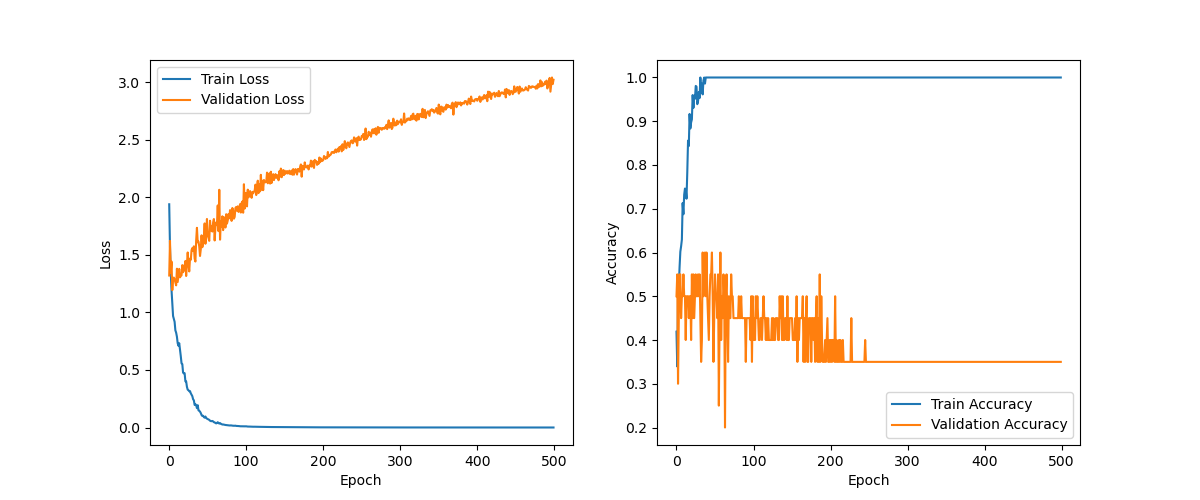 Train Loss
Validation Loss
3.0
2.5
2.0
1.5
1.0
0.5
0.0
Loss
0 100 200 300 400 500
Epoch
1.0
0.9
0.8
0.7
0.6
0.5
0.4
0.3
0.2
Accuracy
Train Accuracy
Validation Accuracy
0 100 200 300 400 500
Epoch